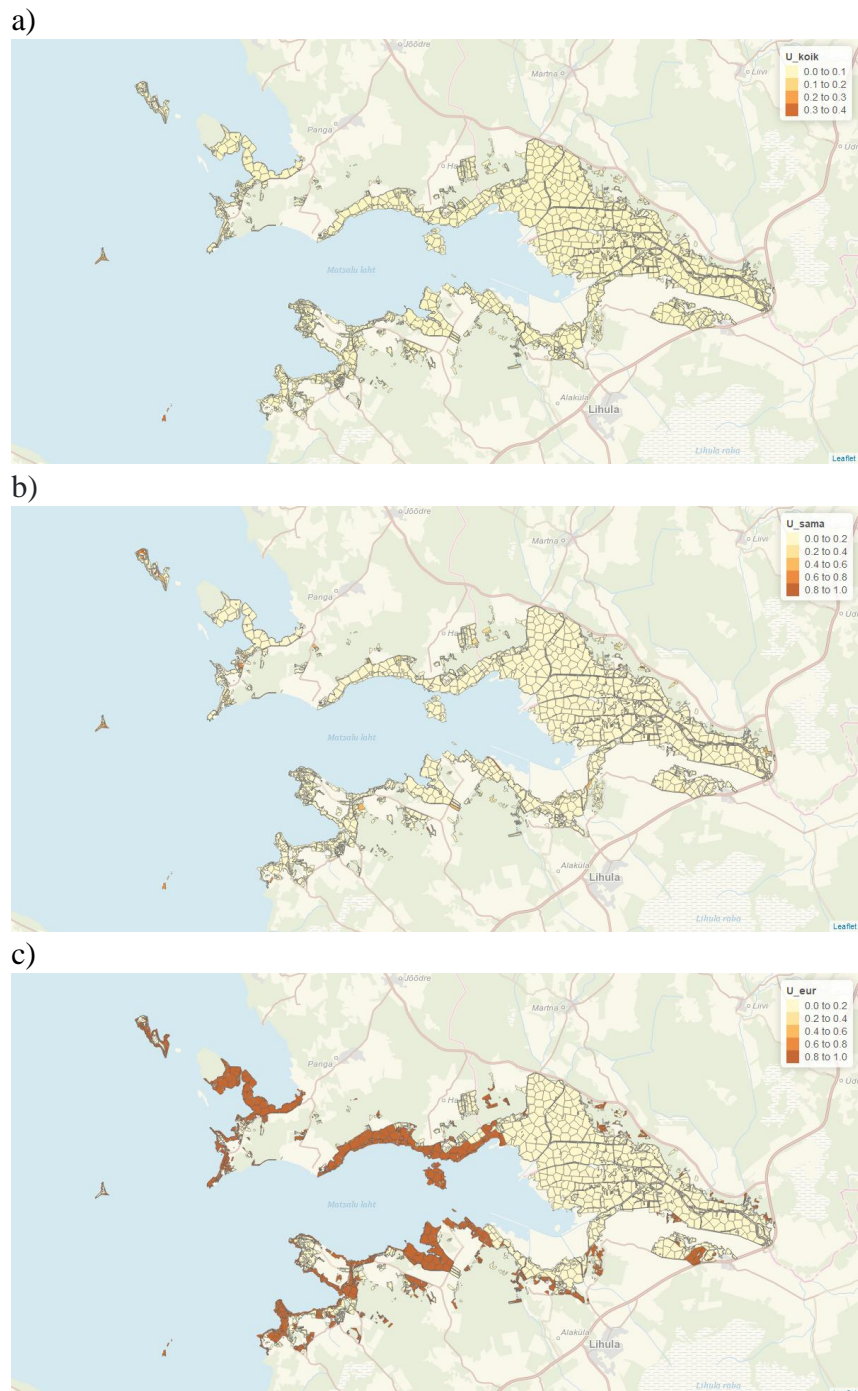 a)
Jõõdre
Martna
Liivi
U_koik
0.0 to 0.1
0.1 to 0.2
0.2 to 0.3
0.3 to 0.4
Panga
Ha
Udr
Matsalu laht
Alaküla
Lihula
Lihula raba
Leaflet
b)
Jõõdre
Martna
Liivi
U_sama
0.0 to 0.2
0.2 to 0.4
0.4 to 0.6
0.6 to 0.8
0.8 to 1.0
Panga
Ha
Matsalu laht
Alaküla
Lihula
Lihula raba
Leaflet
c)
Jõõdre
Martna
Liivi
U_eur
0.0 to 0.2
0.2 to 0.4
0.4 to 0.6
0.6 to 0.8
0.8 to 1.0
Panga
Ha
Matsalu laht
Alaküla
Lihula
Lihula raba